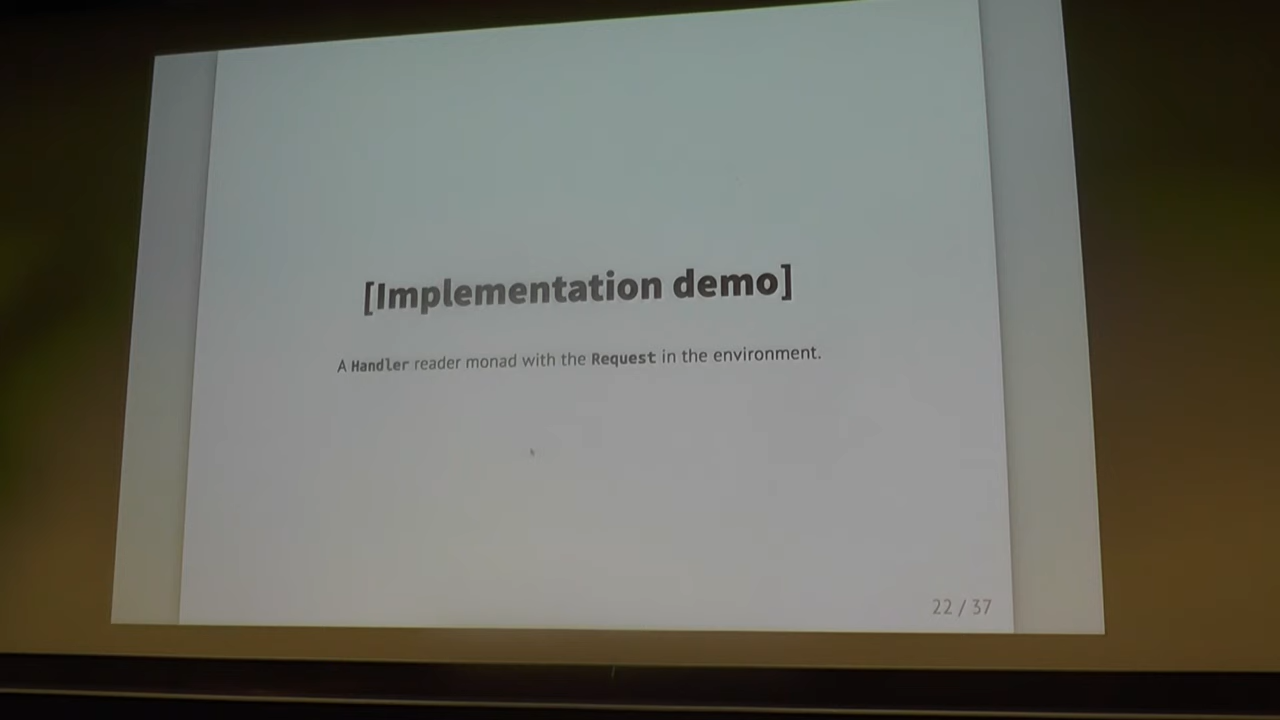 [Implementation demo]
A Handler reader monad with the Request in the environment.
22 / 37